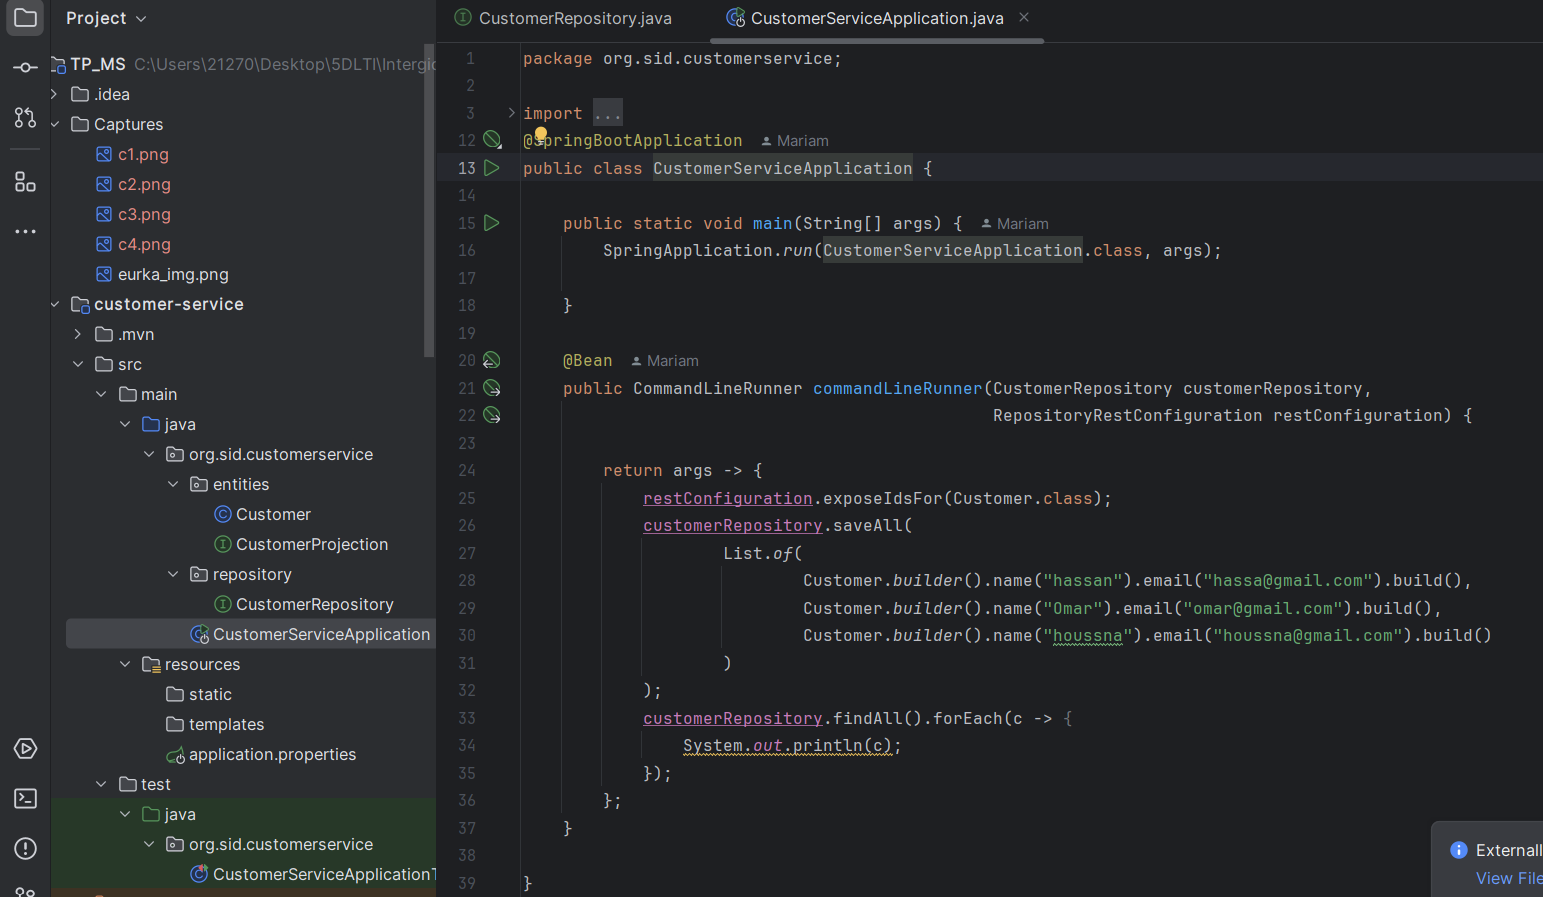 Project
TP_MS C:\Users\21270\Desktop\5DLTI\Intergic
.idea
Captures
c1.png
c2.png
c3.png
c4.png
eurka_img.png
customer-service
.mvn
src
main
java
org.sid.customerservice
entities
Customer
CustomerProjection
repository
CustomerRepository
CustomerServiceApplication
resources
static
templates
application.properties
test
java
org.sid.customerservice
CustomerServiceApplicationT
CustomerRepository.java CustomerServiceApplication.java
1 package org.sid.customerservice;
2
3 import ...
12 @SpringBootApplication Mariam
13 public class CustomerServiceApplication {
14
15 public static void main(String[] args) { Mariam
16 SpringApplication.run(CustomerServiceApplication.class, args);
17
18 }
19
20 @Bean Mariam
21 public CommandLineRunner commandLineRunner(CustomerRepository customerRepository,
22 RepositoryRestConfiguration restConfiguration) {
23
24 return args -> {
25 restConfiguration.exposeIdsFor(Customer.class);
26 customerRepository.saveAll(
27 List.of(
28 Customer.builder().name("hassan").email("hassa@gmail.com").build(),
29 Customer.builder().name("Omar").email("omar@gmail.com").build(),
30 Customer.builder().name("houssna").email("houssna@gmail.com").build()
31 )
32 );
33 customerRepository.findAll().forEach(c -> {
34 System.out.println(c);
35 });
36 };
37 }
38
39 }
Externall
View File